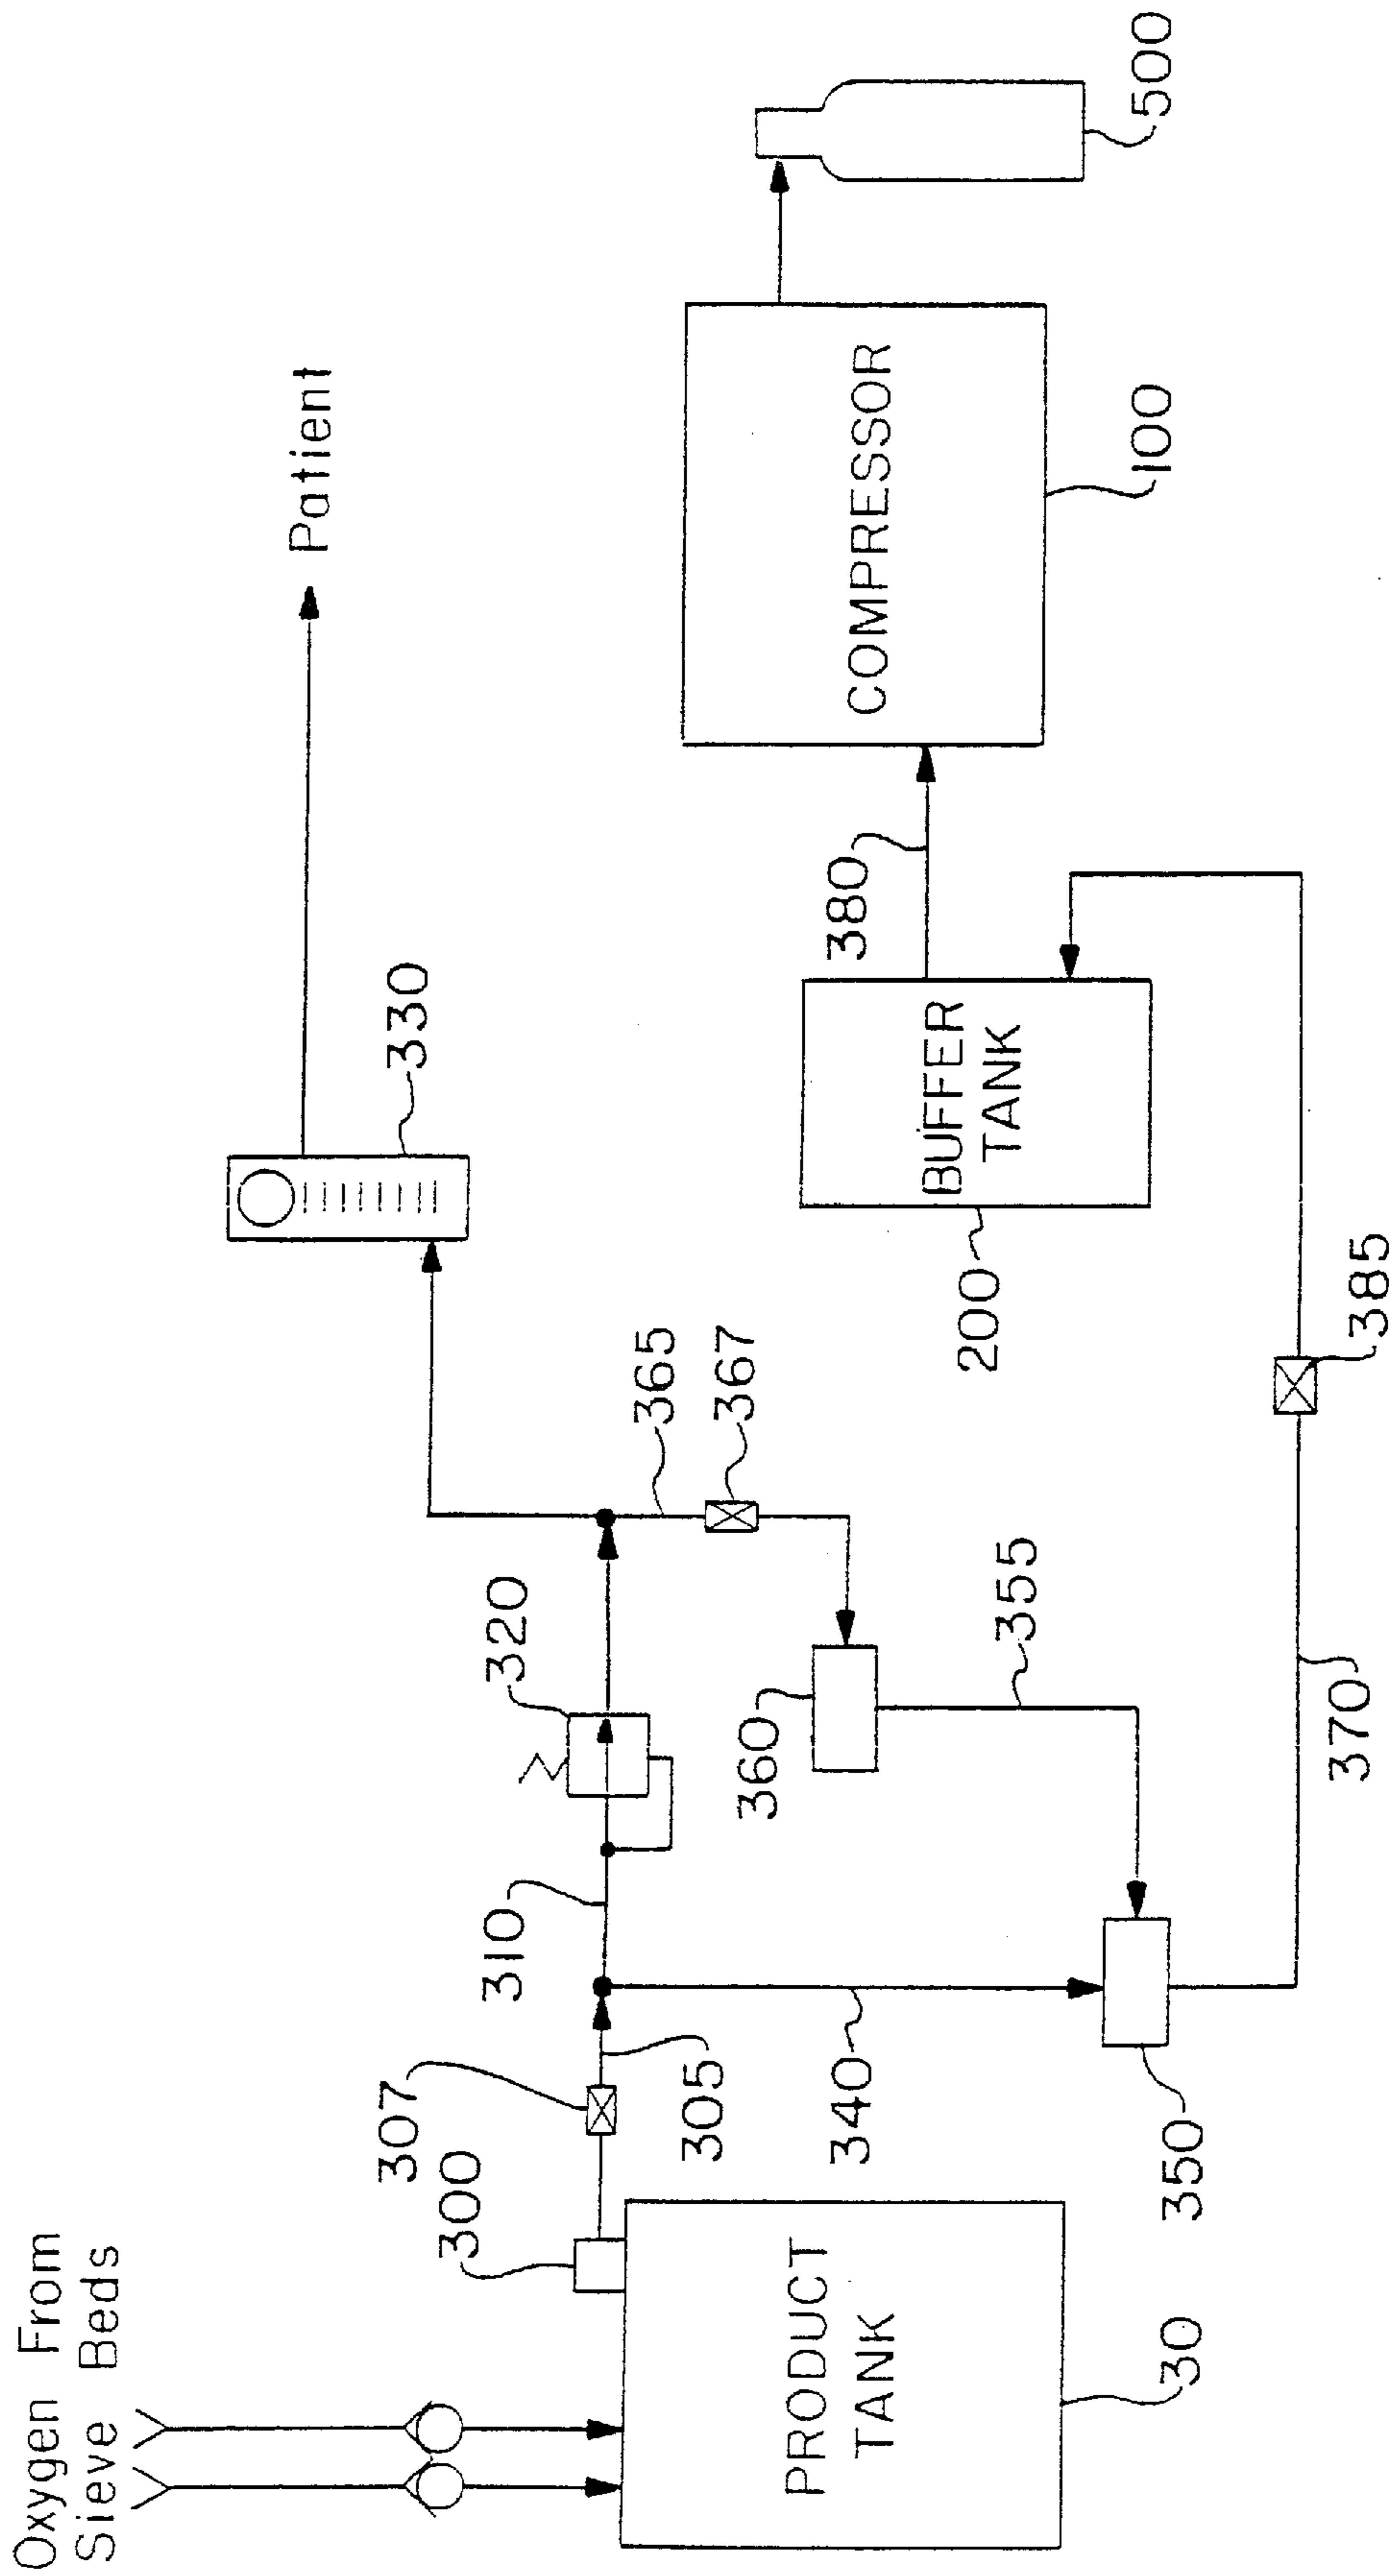 Oxygen From
Sieve Beds
Patient
330
320
310
307
300
305
365
367
360
355
340
350
370
385
380
200
BUFFER
TANK
COMPRESSOR
100
500
PRODUCT
TANK
30